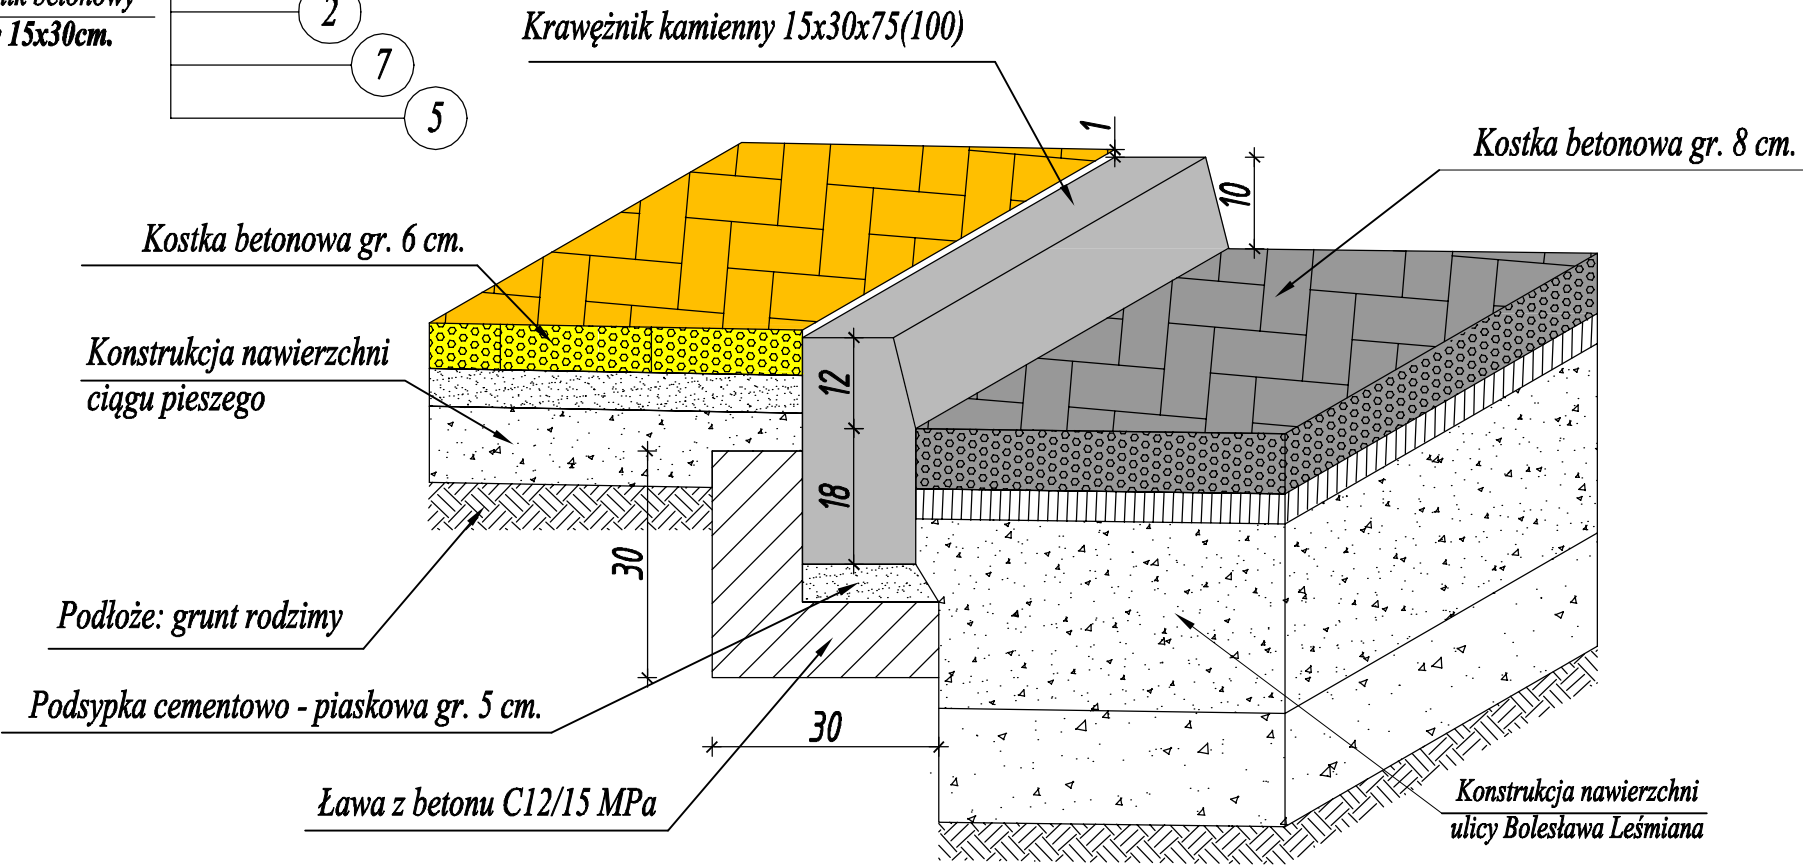 betonowy
15x30cm.
2
7
5
Krawężnik kamienny 15x30x75(100)
1
10
Kostka betonowa gr. 8 cm.
Kostka betonowa gr. 6 cm.
Konstrukcja nawierzchni
ciągu pieszego
12
18
30
Podłoże: grunt rodzimy
Podsypka cementowo - piaskowa gr. 5 cm.
30
Ława z betonu C12/15 MPa
Konstrukcja nawierzchni
ulicy Bolesława Leśmiana